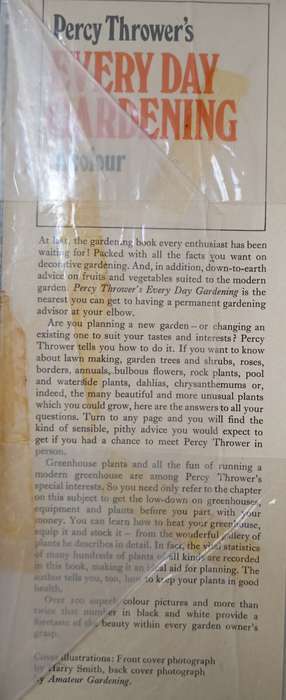 Percy Thrower's
EVERY DAY
GARDENING
in colour
At last, the gardening book every enthusiast has been
waiting for! Packed with all the facts you want on
decorative gardening. And, in addition, down-to-earth
advice on fruits and vegetables suited to the modern
garden. Percy Thrower's Every Day Gardening is the
nearest you can get to having a permanent gardening
advisor at your elbow.
Are you planning a new garden – or changing an
existing one to suit your tastes and interests? Percy
Thrower tells you how to do it. If you want to know
about lawn making, garden trees and shrubs, roses,
borders, annuals, bulbous flowers, rock plants, pool
and waterside plants, dahlias, chrysanthemums or,
indeed, the many beautiful and more unusual plants
which you could grow, here are the answers to all your
questions. Turn to any page and you will find the
kind of sensible, pithy advice you would expect to
get if you had a chance to meet Percy Thrower in
person.
Greenhouse plants and all the fun of running a
modern greenhouse are among Percy Thrower's
special interests. So you need only refer to the chapter
on this subject to get the low-down on greenhouses,
equipment and plants before you part with your
money. You can learn how to heat your greenhouse,
equip it and stock it – from the wonderful gallery of
plants he describes in detail. In fact, the vital statistics
of many hundreds of plants of all kinds are recorded
in this book, making it an ideal aid for planning. The
author tells you, too, how to keep your plants in good
health.
Over 100 superb colour pictures and more than
twice that number in black and white provide a
foretaste of the beauty within every garden owner's
grasp.
Cover illustrations: Front cover photograph
by Harry Smith, back cover photograph
by Amateur Gardening.